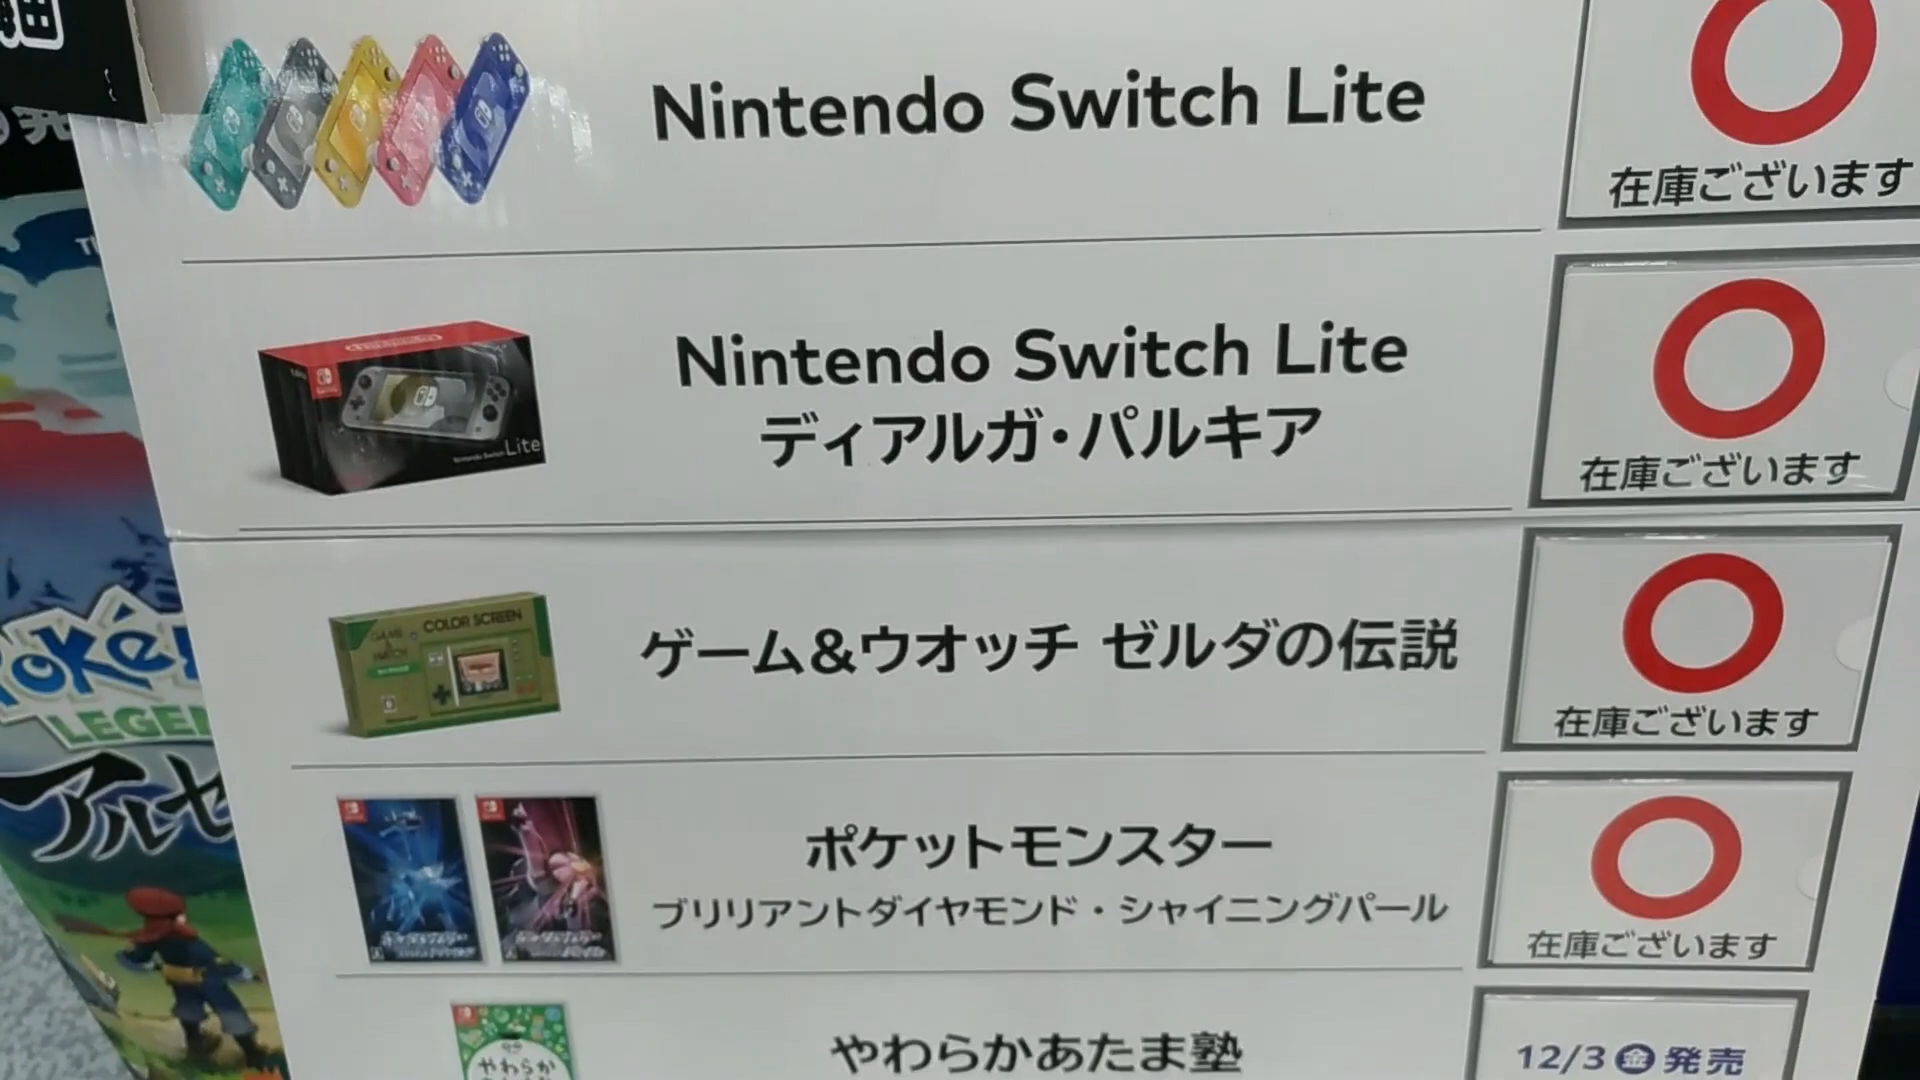 Nintendo Switch Lite
在庫ございます
Nintendo Switch Lite
ディアルガ・パルキア
Lite
在庫ございます
ゲーム&ウオッチ ゼルダの伝説
COLOR SCREEN
在庫ございます
ポケットモンスター
ブリリアントダイヤモンド・シャイニングパール
在庫ございます
やわらかあたま塾
12/3 金 発売
やわらか
アルセ